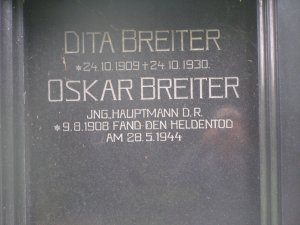 DITA BREITER
*24.10.1909 † 24.10.1930.
OSKAR BREITER
JNG., HAUPTMANN D.R.
*9.8.1908 FAND DEN HELDENTOD
AM 28.5.1944